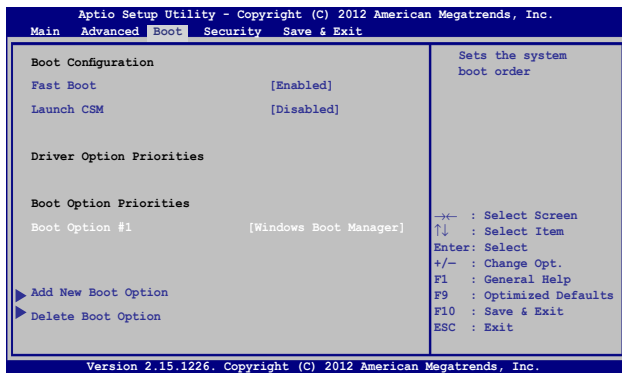 Aptio Setup Utility - Copyright (C) 2012 American Megatrends, Inc.
Main Advanced Boot Security Save & Exit
Boot Configuration
Fast Boot [Enabled]
Launch CSM [Disabled]
Driver Option Priorities
Boot Option Priorities
Boot Option #1 [Windows Boot Manager]
Add New Boot Option
Delete Boot Option
Sets the system
boot order
→← : Select Screen
↑↓ : Select Item
Enter: Select
+/— : Change Opt.
F1 : General Help
F9 : Optimized Defaults
F10 : Save & Exit
ESC : Exit
Version 2.15.1226. Copyright (C) 2012 American Megatrends, Inc.